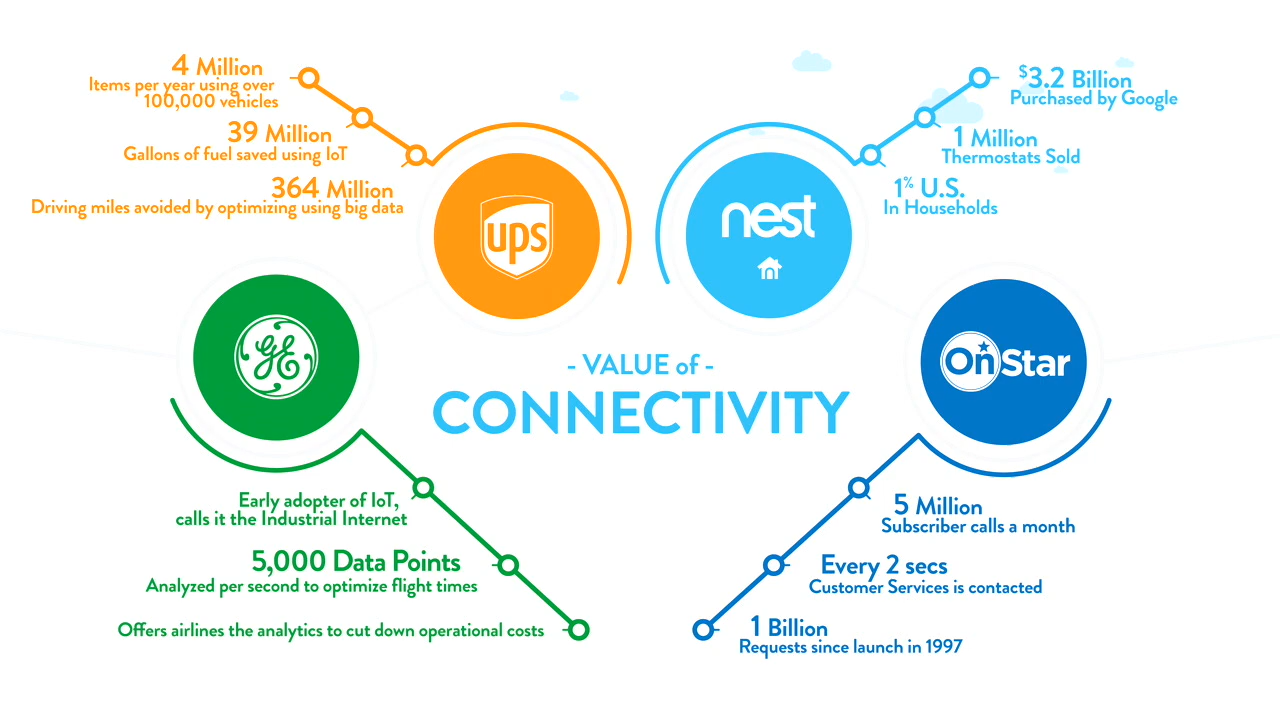 4 Million
Items per year using over
100,000 vehicles
39 Million
Gallons of fuel saved using IoT
364 Million
Driving miles avoided by optimizing using big data
ups
nest
$3.2 Billion
Purchased by Google
1 Million
Thermostats Sold
1% U.S.
In Households
GE
OnStar
- VALUE of -
CONNECTIVITY
Early adopter of IoT,
calls it the Industrial Internet
5,000 Data Points
Analyzed per second to optimize flight times
Offers airlines the analytics to cut down operational costs
5 Million
Subscriber calls a month
Every 2 secs
Customer Services is contacted
1 Billion
Requests since launch in 1997